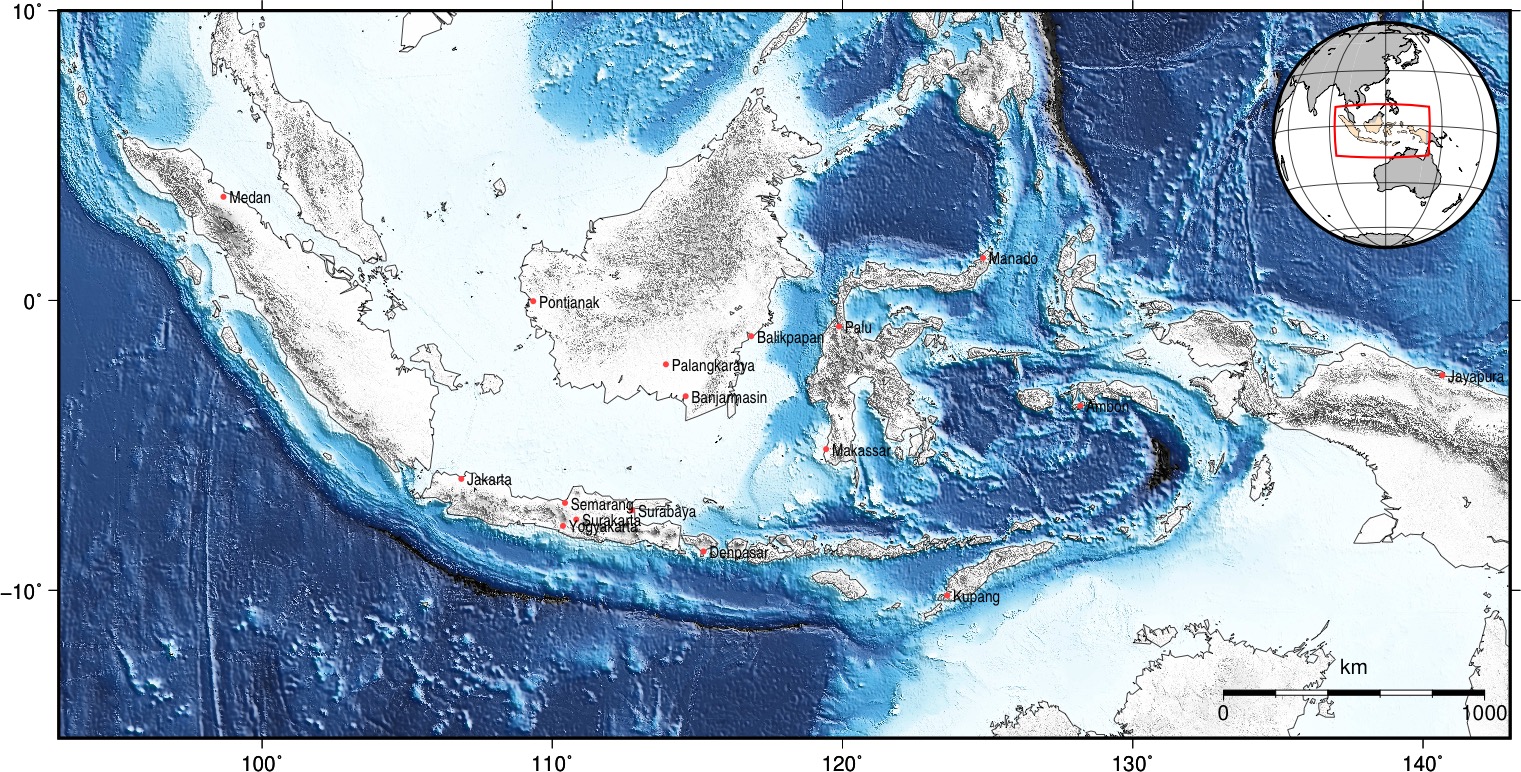 10°
Medan
Manado
0°
Pontianak
Palu
Balikpapan
Palangkaraya
Jayapura
Banjarmasin
Ambon
Makassar
Jakarta
Semarang
Surabaya
Surakarta
Yogyakarta
Denpasar
−10°
Kupang
km
0
1000
100°
110°
120°
130°
140°